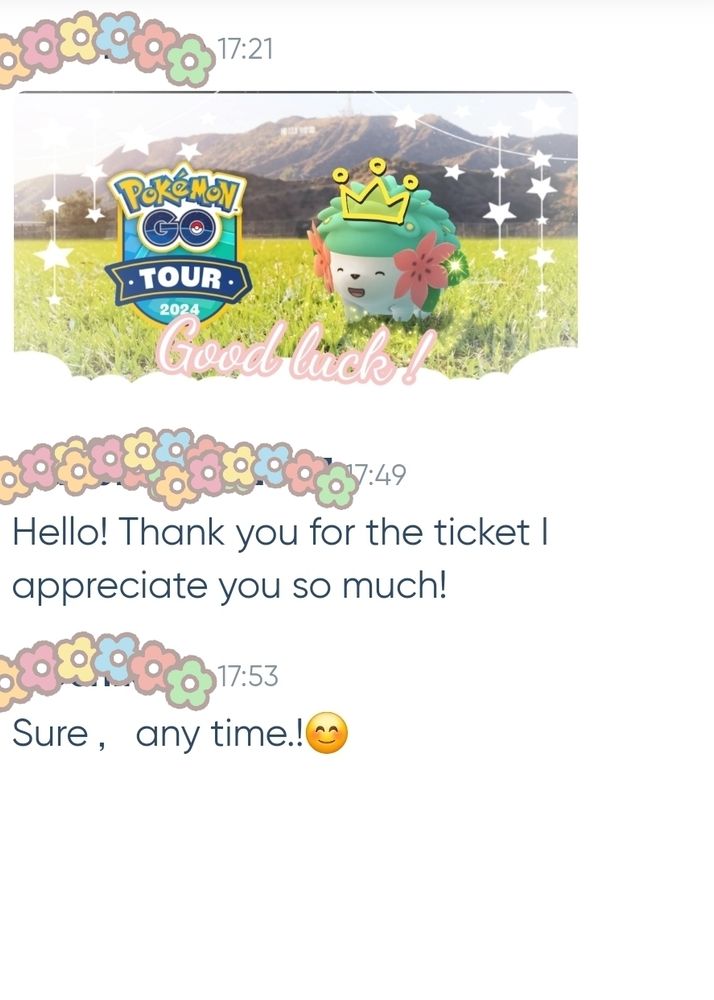 17:21
POKÉMON
GO
TOUR
2024
Good luck!
17:49
Hello! Thank you for the ticket I
appreciate you so much!
17:53
Sure , any time.!😊